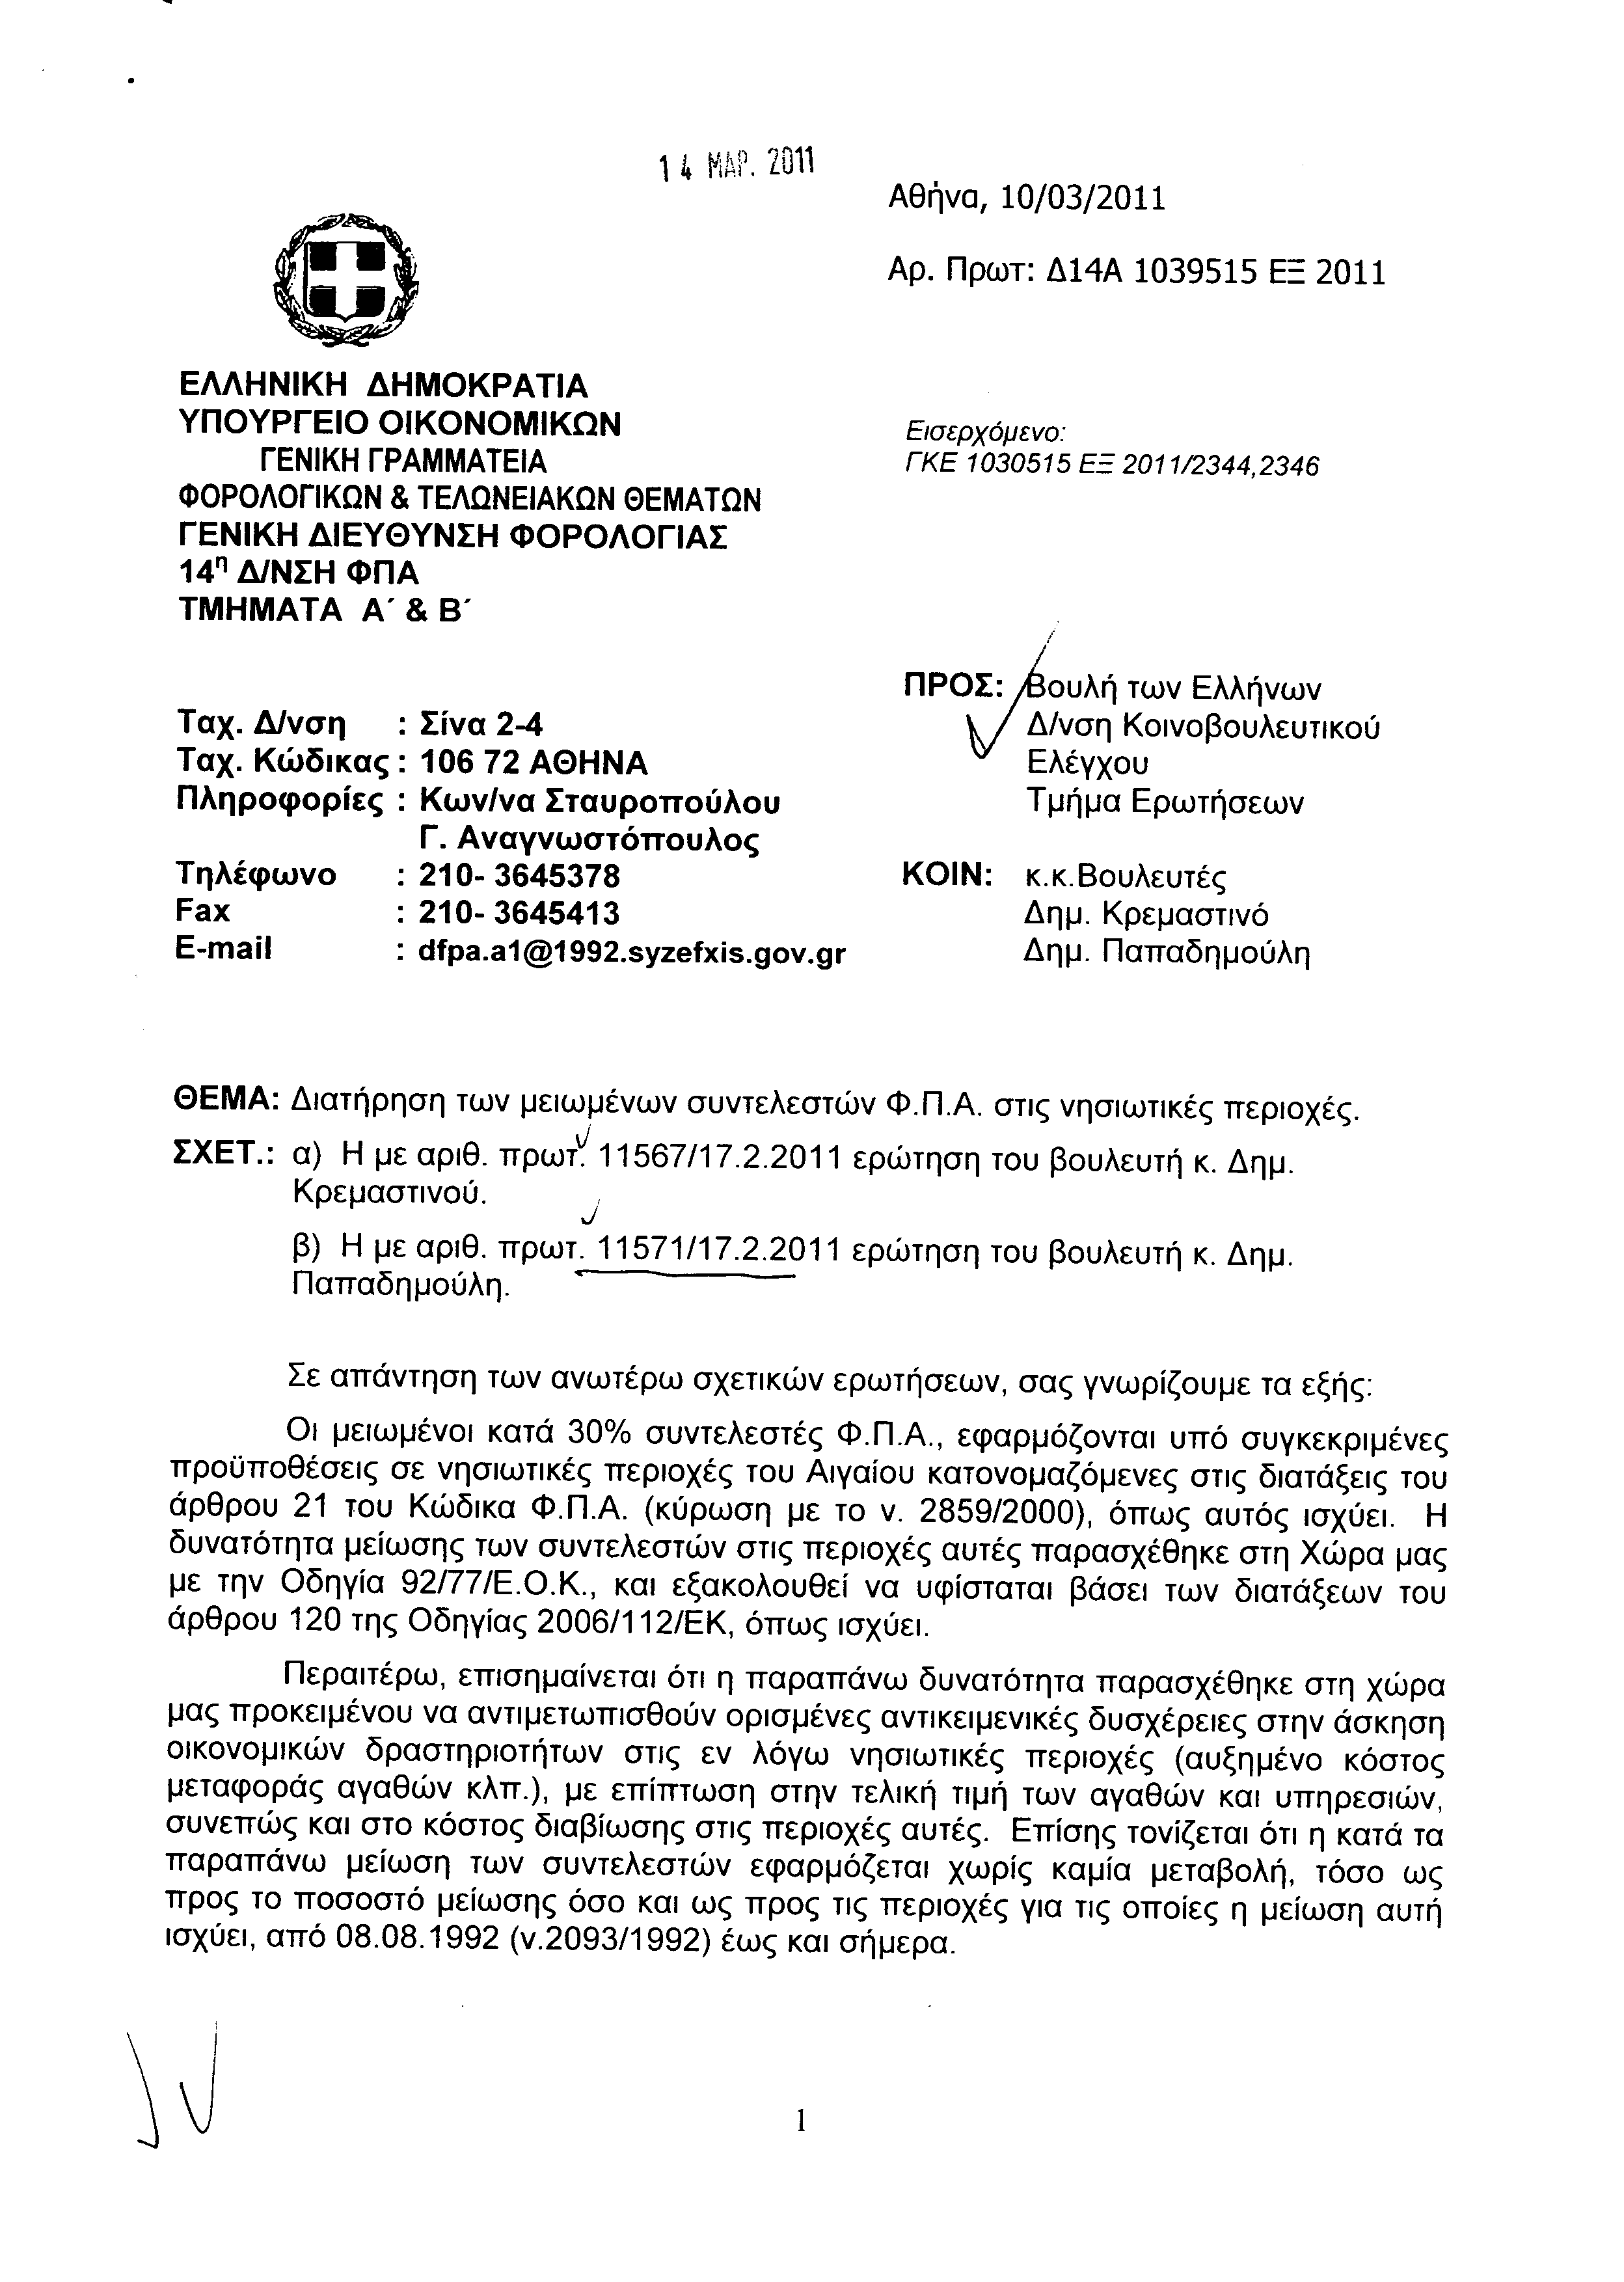 14 ΜΑΡ. 2011
Αθήνα, 10/03/2011
Αρ. Πρωτ: Δ14Α 1039515 ΕΞ 2011
ΕΛΛΗΝΙΚΗ ΔΗΜΟΚΡΑΤΙΑ
ΥΠΟΥΡΓΕΙΟ ΟΙΚΟΝΟΜΙΚΩΝ
ΓΕΝΙΚΗ ΓΡΑΜΜΑΤΕΙΑ
ΦΟΡΟΛΟΓΙΚΩΝ & ΤΕΛΩΝΕΙΑΚΩΝ ΘΕΜΑΤΩΝ
ΓΕΝΙΚΗ ΔΙΕΥΘΥΝΣΗ ΦΟΡΟΛΟΓΙΑΣ
14η Δ/ΝΣΗ ΦΠΑ
ΤΜΗΜΑΤΑ Α΄ & Β΄
Εισερχόμενο:
ΓΚΕ 1030515 ΕΞ 2011/2344,2346
Ταχ. Δ/νση : Σίνα 2-4
Ταχ. Κώδικας : 106 72 ΑΘΗΝΑ
Πληροφορίες : Κων/να Σταυροπούλου
Γ. Αναγνωστόπουλος
Τηλέφωνο : 210- 3645378
Fax : 210- 3645413
E-mail : dfpa.a1@1992.syzefxis.gov.gr
ΠΡΟΣ: Βουλή των Ελλήνων
Δ/νση Κοινοβουλευτικού
Ελέγχου
Τμήμα Ερωτήσεων
ΚΟΙΝ: κ.κ.Βουλευτές
Δημ. Κρεμαστινό
Δημ. Παπαδημούλη
ΘΕΜΑ: Διατήρηση των μειωμένων συντελεστών Φ.Π.Α. στις νησιωτικές περιοχές.
ΣΧΕΤ.: α) Η με αριθ. πρωτ. 11567/17.2.2011 ερώτηση του βουλευτή κ. Δημ.
Κρεμαστινού.
β) Η με αριθ. πρωτ. 11571/17.2.2011 ερώτηση του βουλευτή κ. Δημ.
Παπαδημούλη.
Σε απάντηση των ανωτέρω σχετικών ερωτήσεων, σας γνωρίζουμε τα εξής:
Οι μειωμένοι κατά 30% συντελεστές Φ.Π.Α., εφαρμόζονται υπό συγκεκριμένες
προϋποθέσεις σε νησιωτικές περιοχές του Αιγαίου κατονομαζόμενες στις διατάξεις του
άρθρου 21 του Κώδικα Φ.Π.Α. (κύρωση με το ν. 2859/2000), όπως αυτός ισχύει. Η
δυνατότητα μείωσης των συντελεστών στις περιοχές αυτές παρασχέθηκε στη Χώρα μας
με την Οδηγία 92/77/Ε.Ο.Κ., και εξακολουθεί να υφίσταται βάσει των διατάξεων του
άρθρου 120 της Οδηγίας 2006/112/ΕΚ, όπως ισχύει.
Περαιτέρω, επισημαίνεται ότι η παραπάνω δυνατότητα παρασχέθηκε στη χώρα
μας προκειμένου να αντιμετωπισθούν ορισμένες αντικειμενικές δυσχέρειες στην άσκηση
οικονομικών δραστηριοτήτων στις εν λόγω νησιωτικές περιοχές (αυξημένο κόστος
μεταφοράς αγαθών κλπ.), με επίπτωση στην τελική τιμή των αγαθών και υπηρεσιών,
συνεπώς και στο κόστος διαβίωσης στις περιοχές αυτές. Επίσης τονίζεται ότι η κατά τα
παραπάνω μείωση των συντελεστών εφαρμόζεται χωρίς καμία μεταβολή, τόσο ως
προς το ποσοστό μείωσης όσο και ως προς τις περιοχές για τις οποίες η μείωση αυτή
ισχύει, από 08.08.1992 (ν.2093/1992) έως και σήμερα.
1